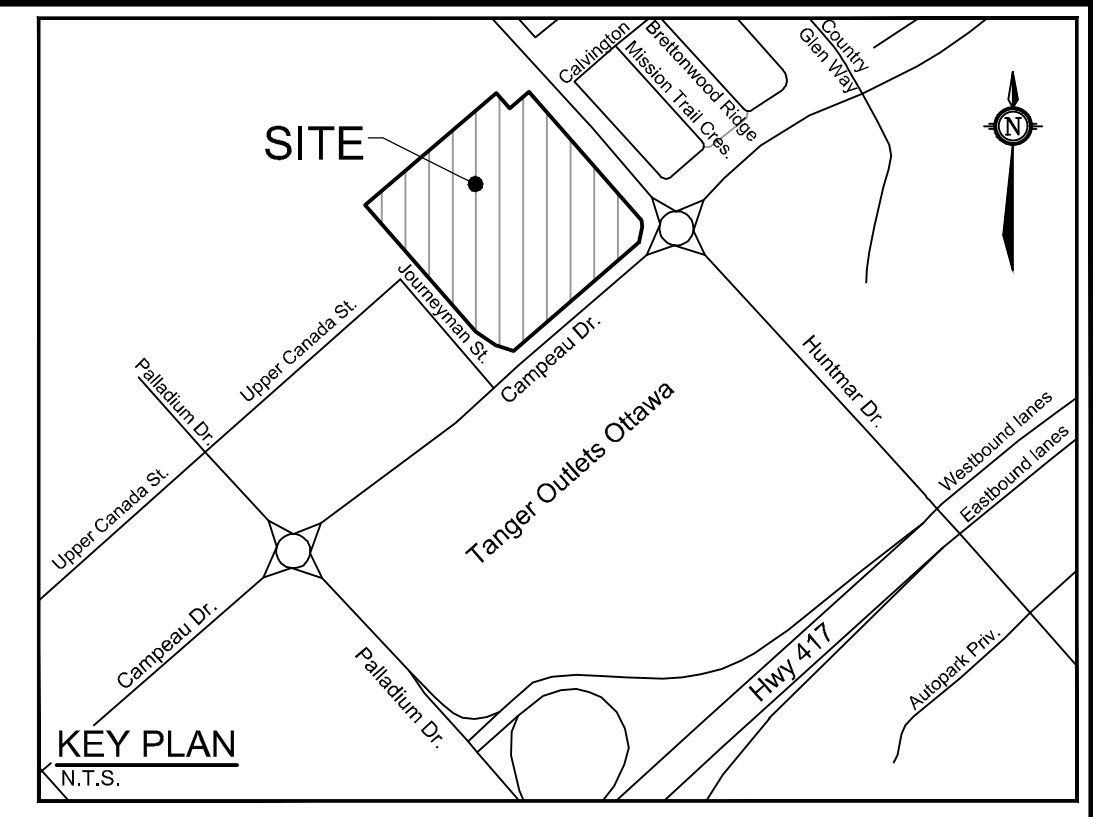 Calvington
Brettonwood Ridge
Mission Trail Cres.
Country
Glen Way
N
SITE
Journeyman St.
Upper Canada St.
Palladium Dr.
Campeau Dr.
Huntmar Dr.
Tanger Outlets Ottawa
Westbound lanes
Eastbound lanes
Upper Canada St.
Campeau Dr.
Palladium Dr.
Hwy 417
Autopark Priv.
KEY PLAN
N.T.S.